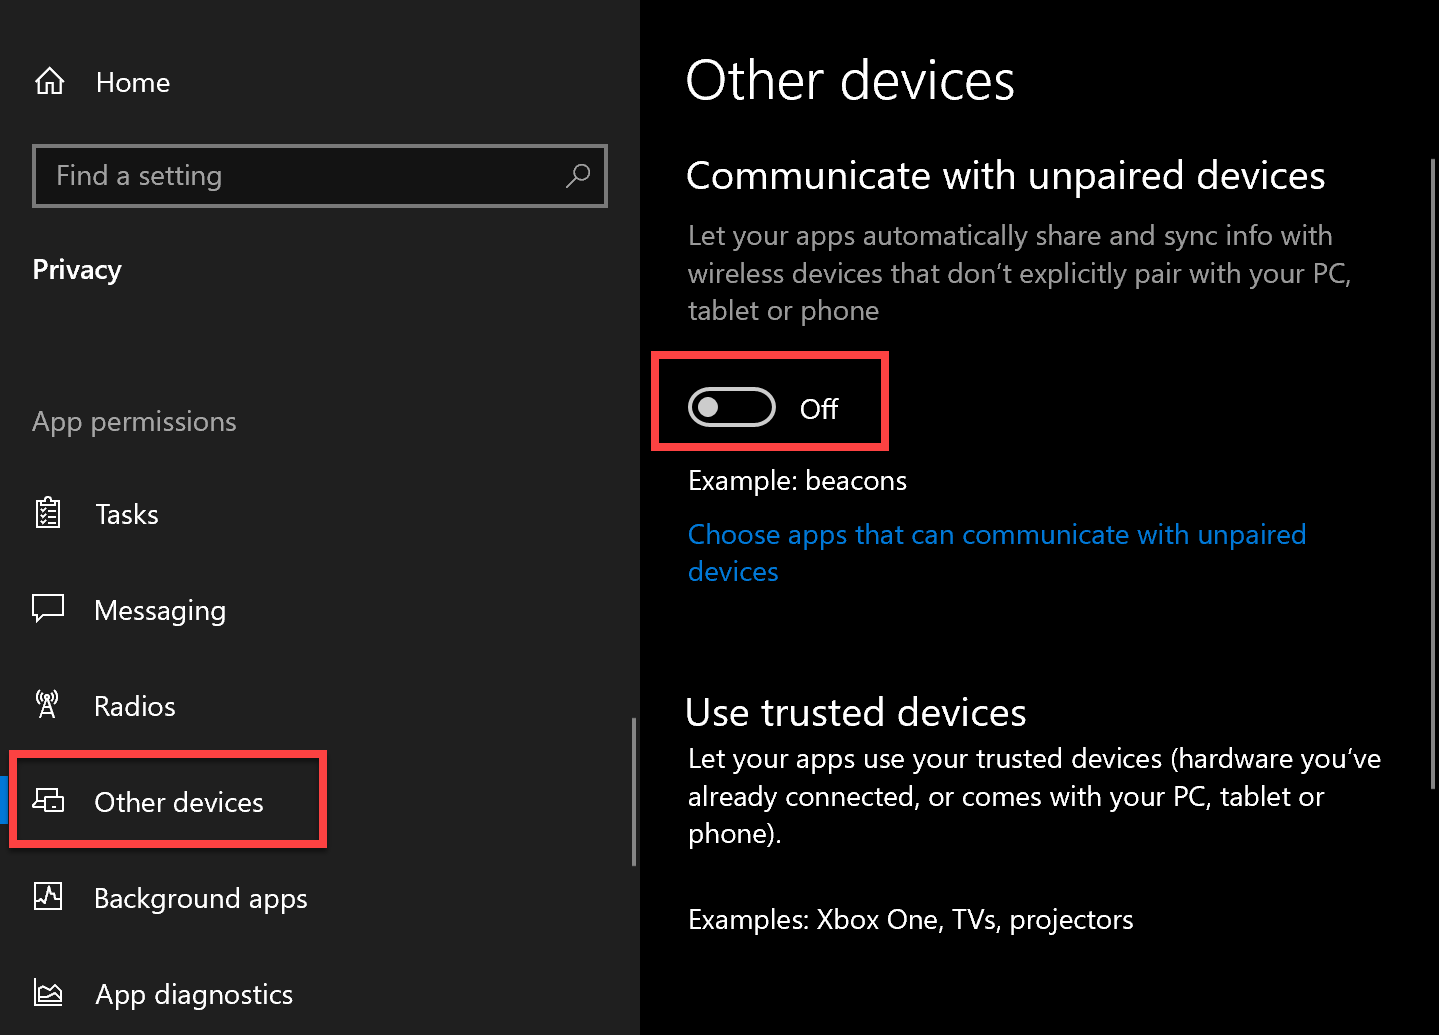 Home
Find a setting
Privacy
App permissions
Tasks
Messaging
Radios
Other devices
Background apps
App diagnostics
Other devices
Communicate with unpaired devices
Let your apps automatically share and sync info with
wireless devices that don’t explicitly pair with your PC,
tablet or phone
Off
Example: beacons
Choose apps that can communicate with unpaired
devices
Use trusted devices
Let your apps use your trusted devices (hardware you’ve
already connected, or comes with your PC, tablet or
phone).
Examples: Xbox One, TVs, projectors